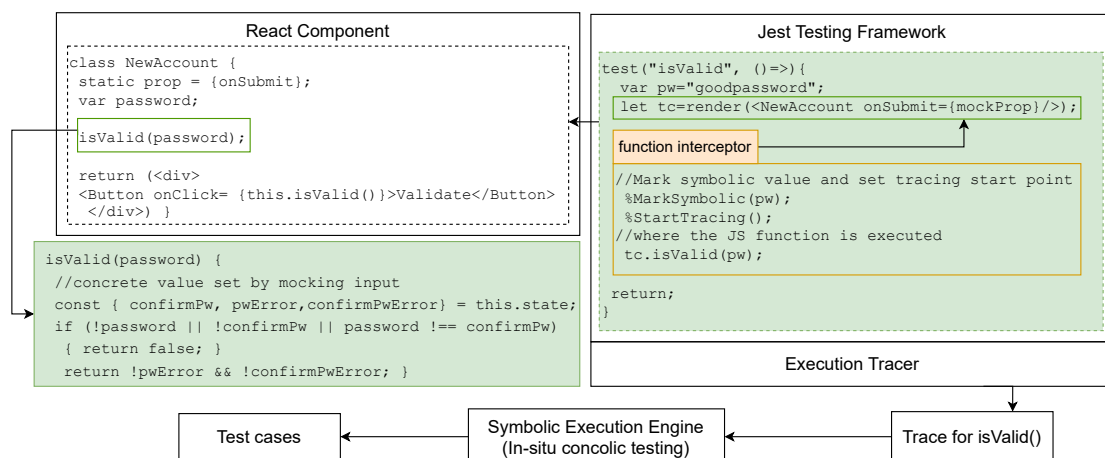 React Component
class NewAccount {
static prop = {onSubmit};
var password;
isValid(password);
return (<div>
<Button onClick= {this.isValid()}>Validate</Button>
</div>) }
isValid(password) {
//concrete value set by mocking input
const { confirmPw, pwError,confirmPwError} = this.state;
if (!password || !confirmPw || password !== confirmPw)
{ return false; }
return !pwError && !confirmPwError; }
Jest Testing Framework
test("isValid", ()=>){
var pw="goodpassword";
let tc=render(<NewAccount onSubmit={mockProp}/>);
function interceptor
//Mark symbolic value and set tracing start point
%MarkSymbolic(pw);
%StartTracing();
//where the JS function is executed
tc.isValid(pw);
return;
}
Execution Tracer
Trace for isValid()
Symbolic Execution Engine
(In-situ concolic testing)
Test cases